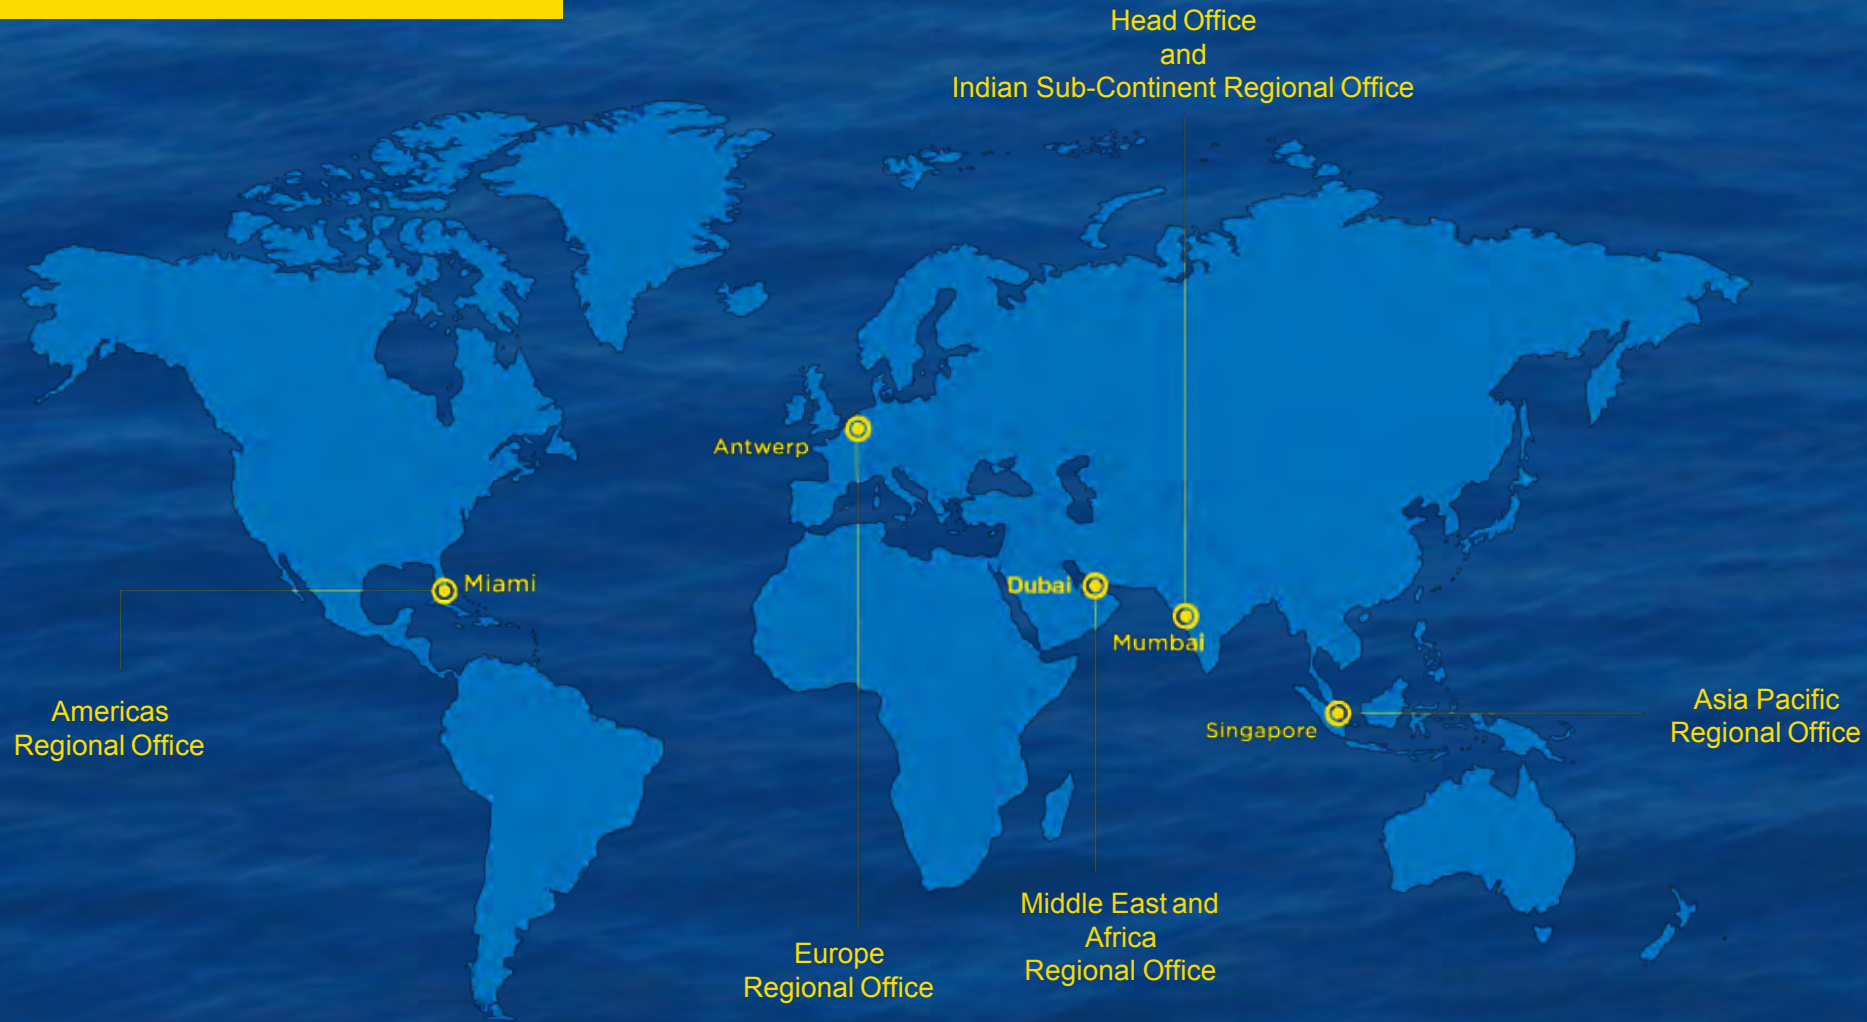 Head Office
and
Indian Sub-Continent Regional Office
Antwerp
Miami
Dubai
Mumbai
Americas
Regional Office
Singapore
Asia Pacific
Regional Office
Middle East and
Africa
Regional Office
Europe
Regional Office